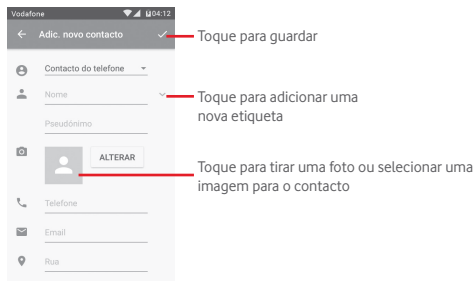 Vodafone 04:12
Adic. novo contacto
Toque para guardar
Contacto do telefone
Nome
Toque para adicionar uma
nova etiqueta
Pseudónimo
ALTERAR
Toque para tirar uma foto ou selecionar uma
imagem para o contacto
Telefone
Email
Rua